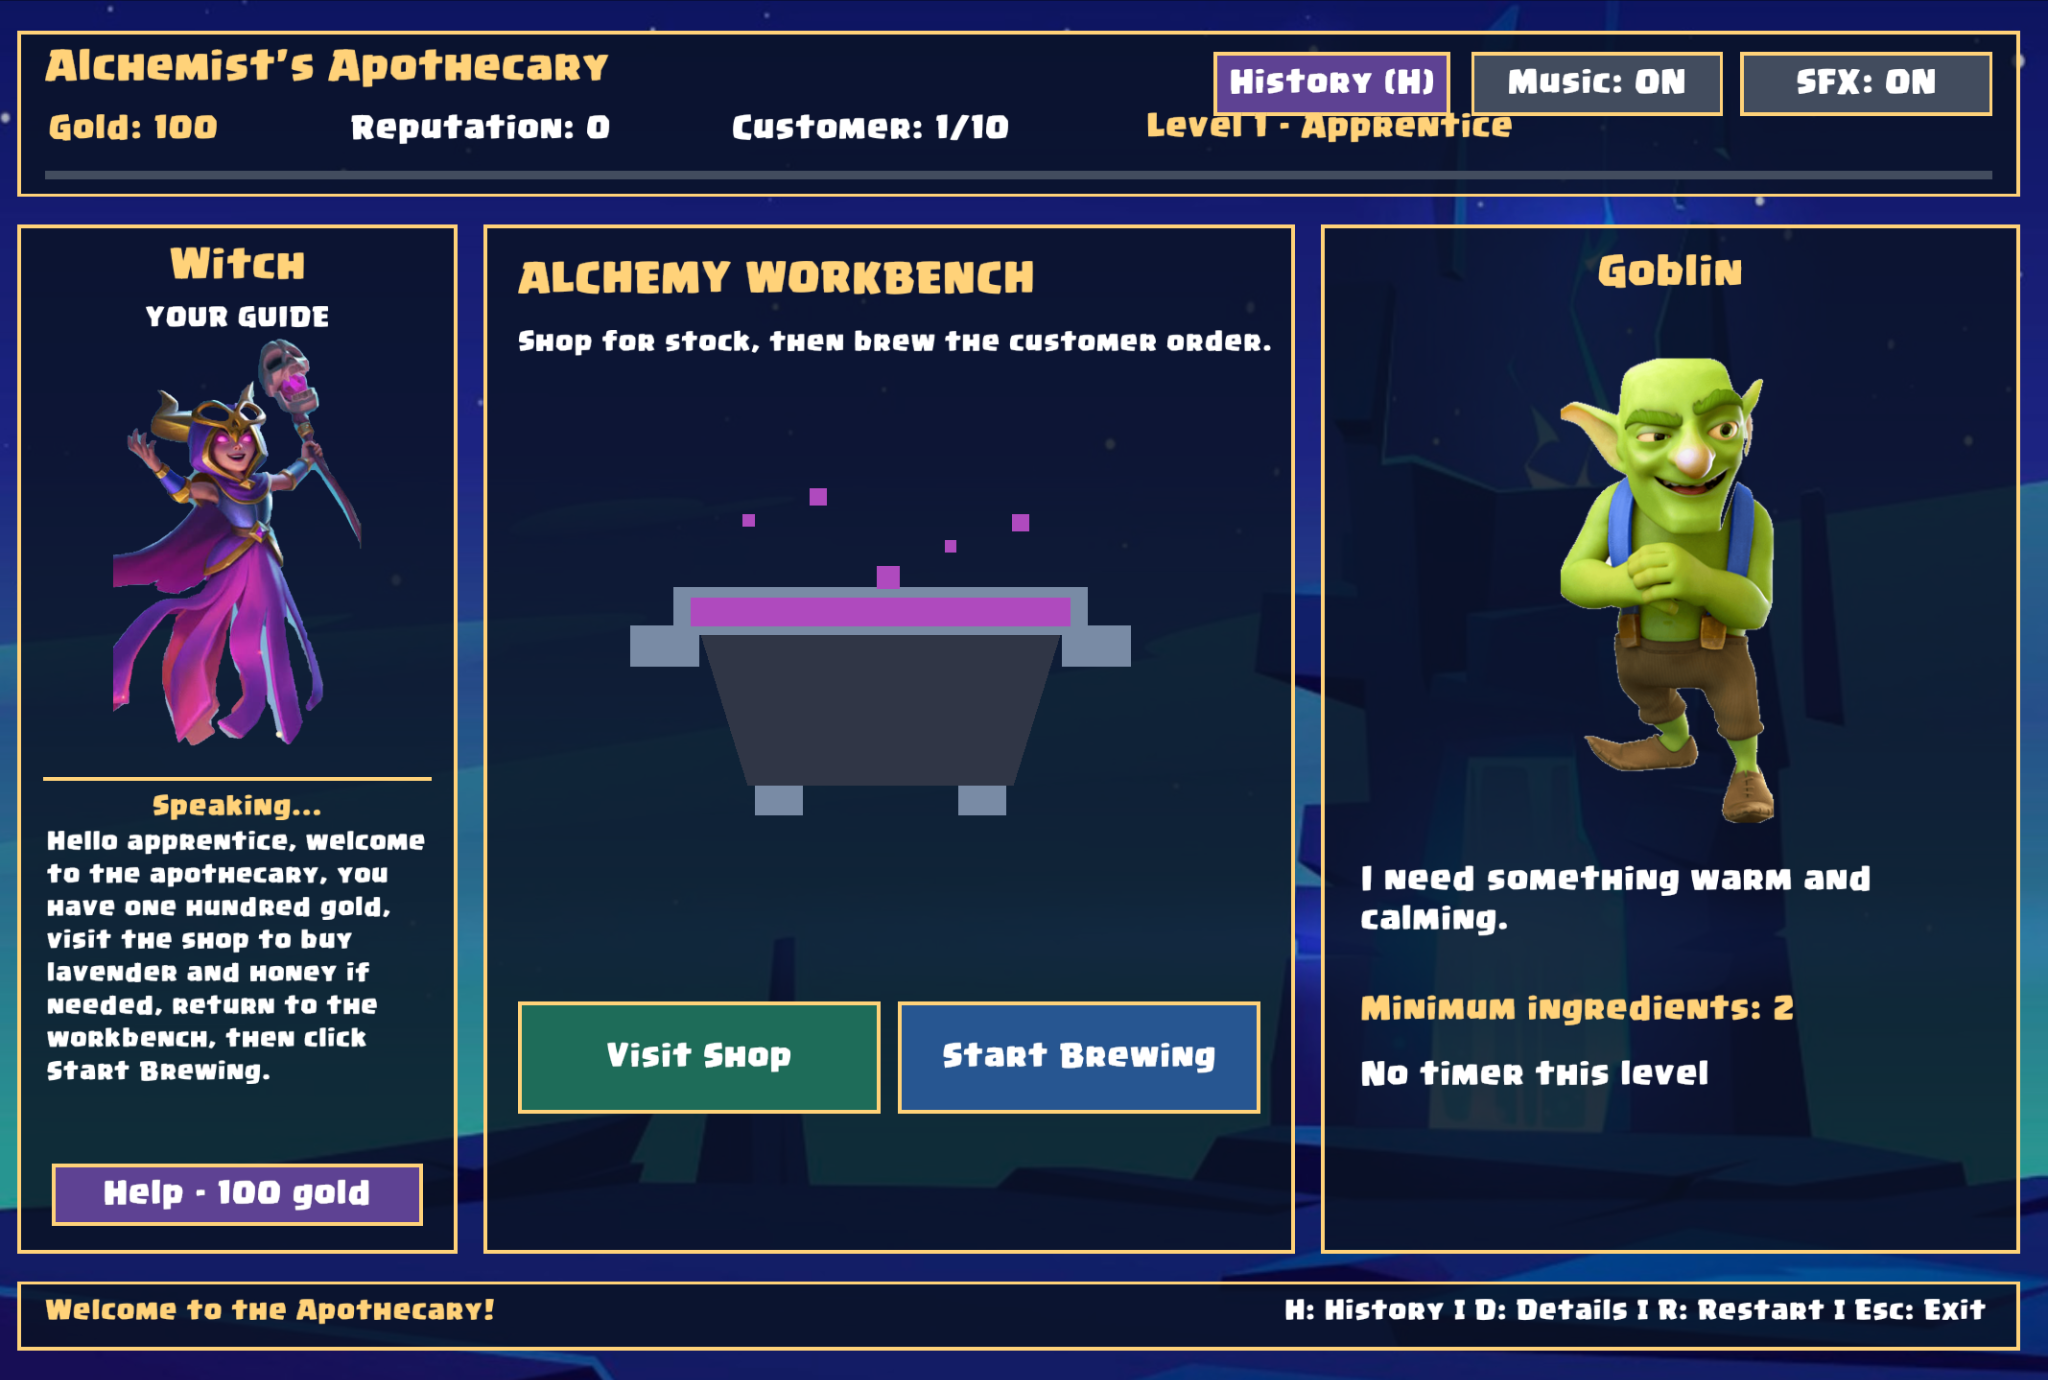 Alchemist's Apothecary
History (H)
Music: ON
SFX: ON
Gold: 100
Reputation: 0
Customer: 1/10
Level 1 - Apprentice
Witch
YOUR GUIDE
Speaking...
Hello apprentice, welcome
to the apothecary, you
have one hundred gold,
visit the shop to buy
lavender and honey if
needed, return to the
workbench, then click
Start Brewing.
Help - 100 gold
ALCHEMY WORKBENCH
Shop for stock, then brew the customer order.
Visit Shop
Start Brewing
Goblin
I need something warm and
calming.
Minimum ingredients: 2
No timer this level
Welcome to the Apothecary!
H: History | D: Details | R: Restart | Esc: Exit